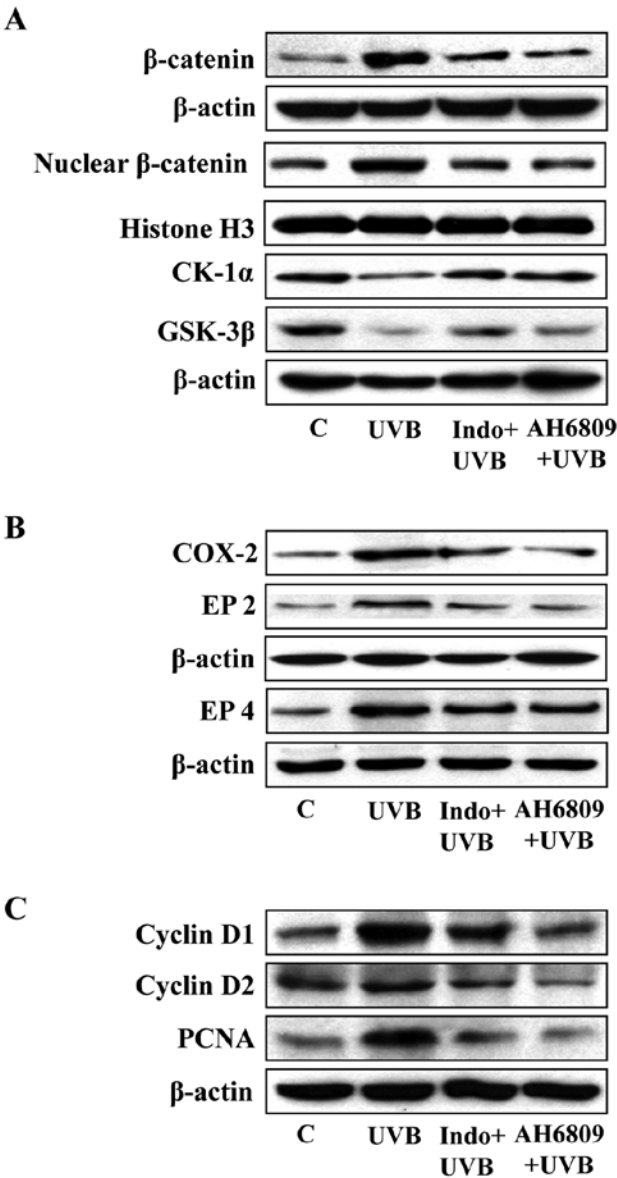 A
β-catenin
β-actin
Nuclear β-catenin
Histone H3
CK-1α
GSK-3β
β-actin
C UVB Indo+ AH6809
UVB +UVB
B
COX-2
EP 2
β-actin
EP 4
β-actin
C UVB Indo+ AH6809
UVB +UVB
C
Cyclin D1
Cyclin D2
PCNA
β-actin
C UVB Indo+ AH6809
UVB +UVB